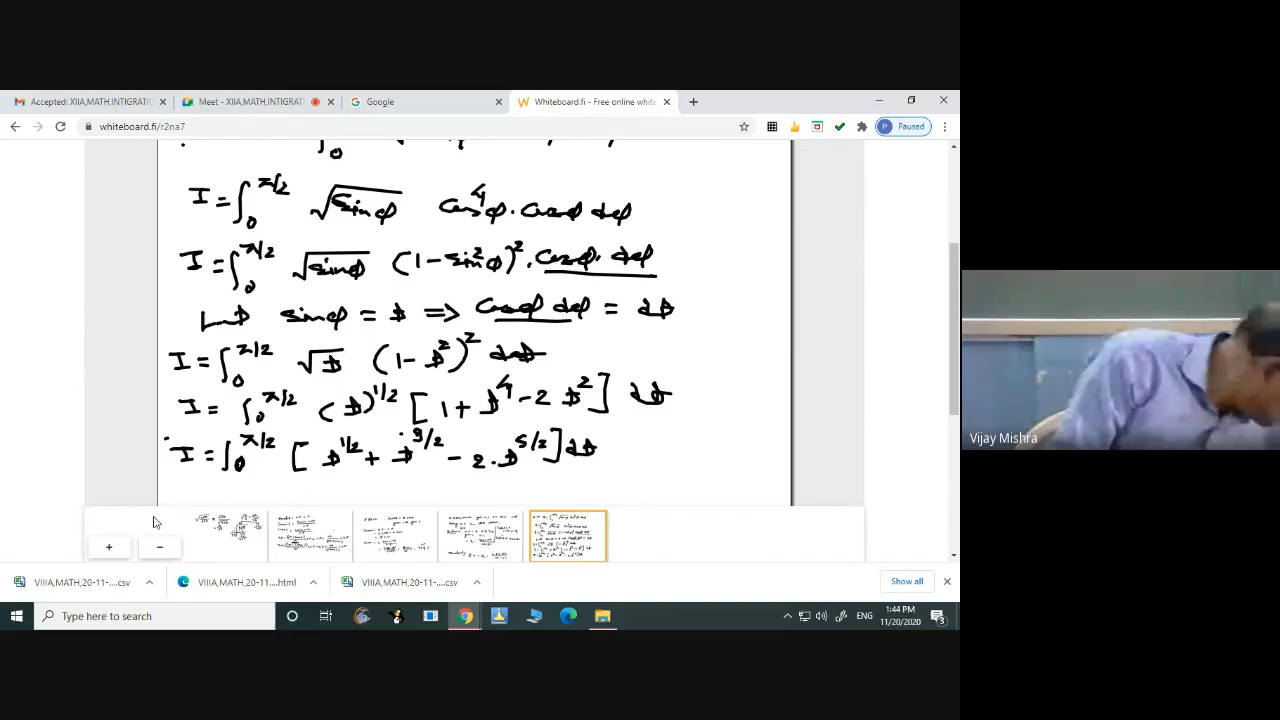 Accepted: XIIA,MATH,INTIGRATI
Meet - XIIA,MATH,INTIGRATI
Google
Whiteboard.fi - Free online white
whiteboard.fi/r2na7
P Paused
I = ∫₀^π/2 √sinφ cos⁴φ · cosφ dφ
I = ∫₀^π/2 √sinφ (1 - sin²φ)² · cosφ · dφ
Let sinφ = t => cosφ dφ = dt
I = ∫₀^π/2 √t (1 - t²)² dt
I = ∫₀^π/2 (t)^1/2 [1 + t⁴ - 2 t²] dt
I = ∫₀^π/2 [t^1/2 + t^9/2 - 2 · t^5/2] dt
Vijay Mishra
+
-
VIIIA,MATH, 20-11-....csv
VIIIA,MATH, 20-11-....html
VIIIA,MATH, 20-11-....csv
Show all
Type here to search
ENG
1:44 PM
11/20/2020
3